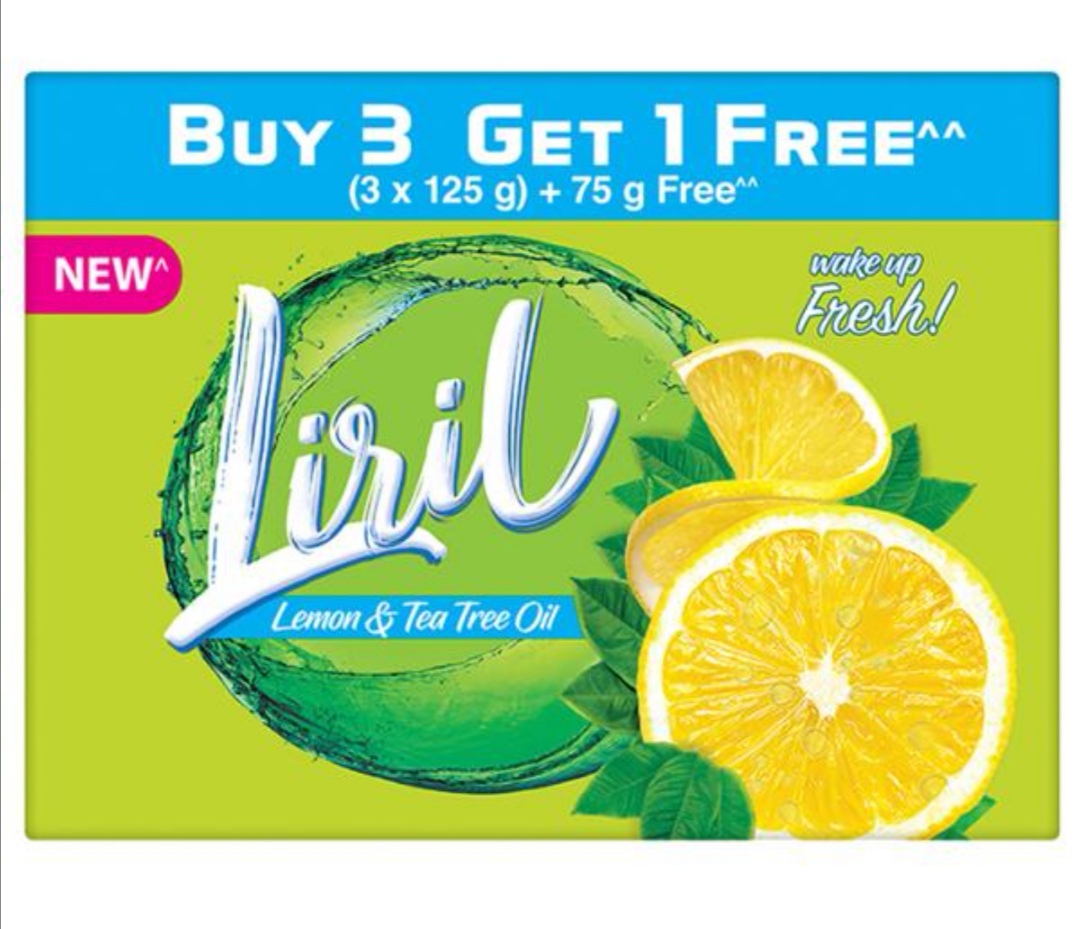 BUY 3 GET 1 FREE^^
(3 x 125 g) + 75 g Free^^
NEW^
wake up
Fresh!
Liril
Lemon & Tea Tree Oil